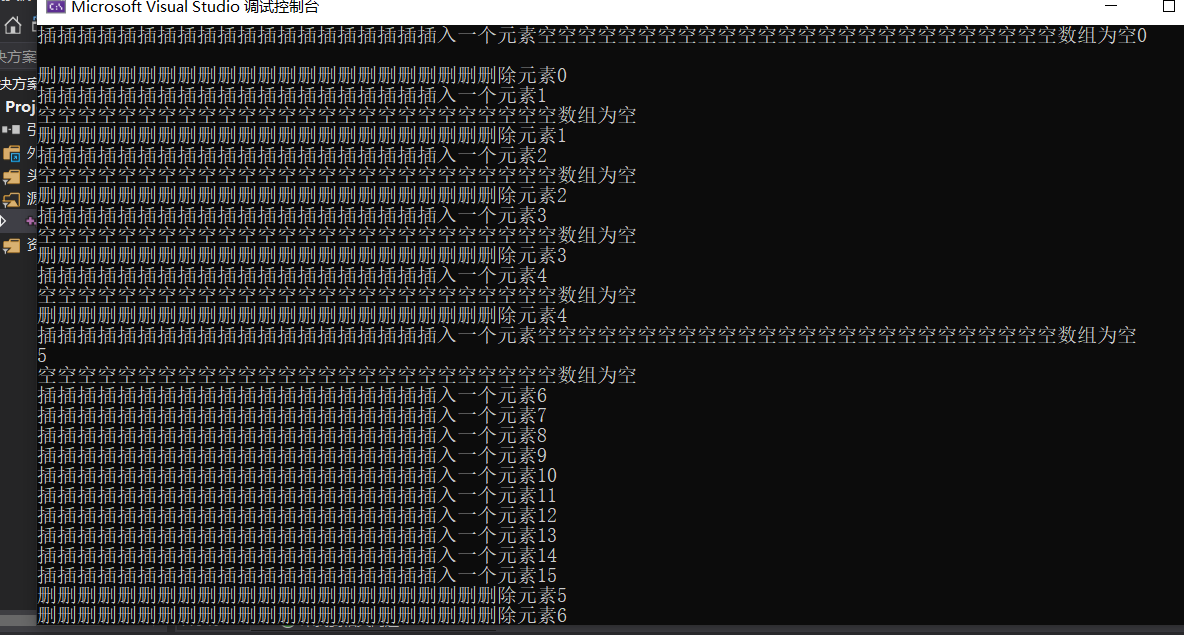 Microsoft Visual Studio 调试控制台
插插插插插插插插插插插插插插插插插插插插入一个元素空空空空空空空空空空空空空空空空空空空空空空空空空空数组为空0
删删删删删删删删删删删删删删删删删删删删删删删除元素0
插插插插插插插插插插插插插插插插插插插插入一个元素1
空空空空空空空空空空空空空空空空空空空空空空空空空空数组为空
删删删删删删删删删删删删删删删删删删删删删删删除元素1
插插插插插插插插插插插插插插插插插插插插入一个元素2
空空空空空空空空空空空空空空空空空空空空空空空空空空数组为空
删删删删删删删删删删删删删删删删删删删删删删删除元素2
插插插插插插插插插插插插插插插插插插插插入一个元素3
空空空空空空空空空空空空空空空空空空空空空空空空空空数组为空
删删删删删删删删删删删删删删删删删删删删删删删除元素3
插插插插插插插插插插插插插插插插插插插插入一个元素4
空空空空空空空空空空空空空空空空空空空空空空空空空空数组为空
删删删删删删删删删删删删删删删删删删删删删删删除元素4
插插插插插插插插插插插插插插插插插插插插入一个元素空空空空空空空空空空空空空空空空空空空空空空空空空空数组为空
5
空空空空空空空空空空空空空空空空空空空空空空空空空空数组为空
插插插插插插插插插插插插插插插插插插插插入一个元素6
插插插插插插插插插插插插插插插插插插插插入一个元素7
插插插插插插插插插插插插插插插插插插插插入一个元素8
插插插插插插插插插插插插插插插插插插插插入一个元素9
插插插插插插插插插插插插插插插插插插插插入一个元素10
插插插插插插插插插插插插插插插插插插插插入一个元素11
插插插插插插插插插插插插插插插插插插插插入一个元素12
插插插插插插插插插插插插插插插插插插插插入一个元素13
插插插插插插插插插插插插插插插插插插插插入一个元素14
插插插插插插插插插插插插插插插插插插插插入一个元素15
删删删删删删删删删删删删删删删删删删删删删删删除元素5
删删删删删删删删删删删删删删删删删删删删删删删除元素6
决方案
决方案
Proj
引